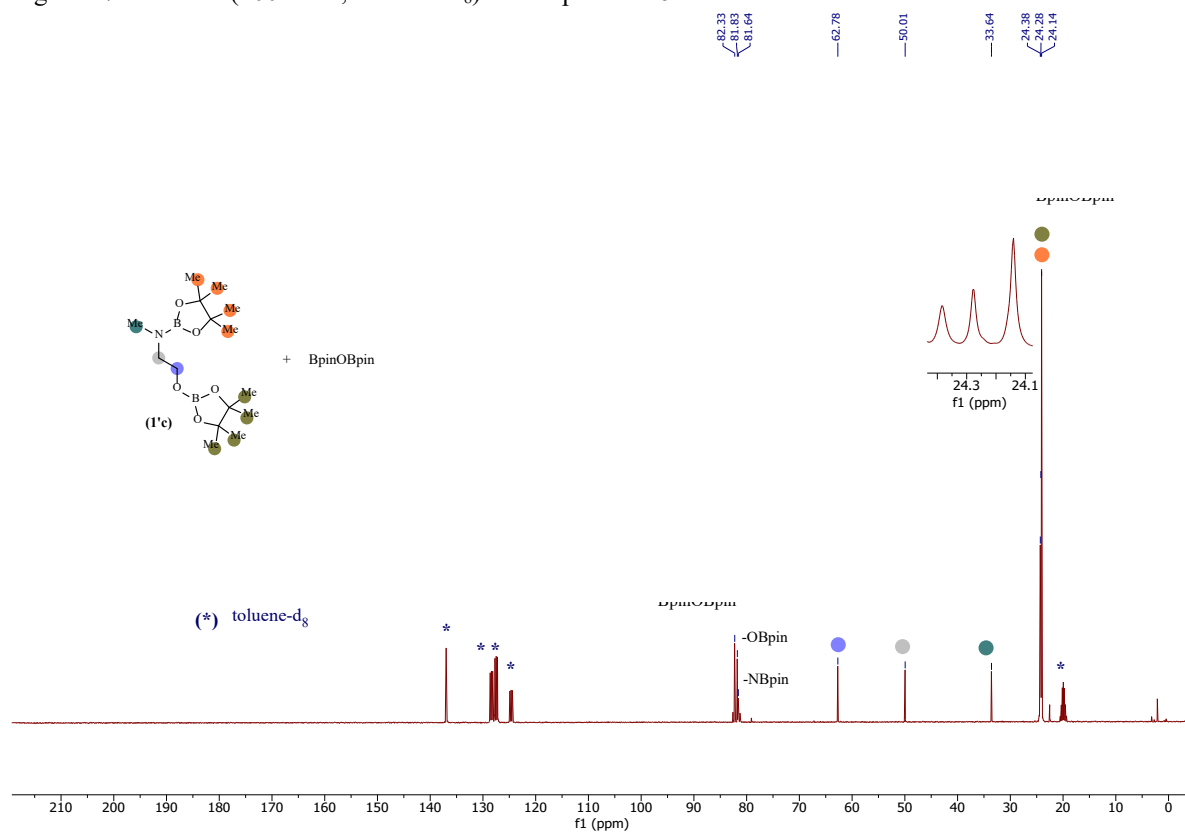 82.33
81.83
81.64
62.78
50.01
33.64
24.38
24.28
24.14
BpinOBpin
24.3 24.1
f1 (ppm)
Me
Me
Me
Me
O
B
O
Me
N
+ BpinOBpin
O
B
O
O
Me
Me
Me
Me
(1'c)
(*) toluene-d₈
*
* *
*
BpinOBpin
-OBpin
-NBpin
*
210 200 190 180 170 160 150 140 130 120 110 100 90 80 70 60 50 40 30 20 10 0
f1 (ppm)